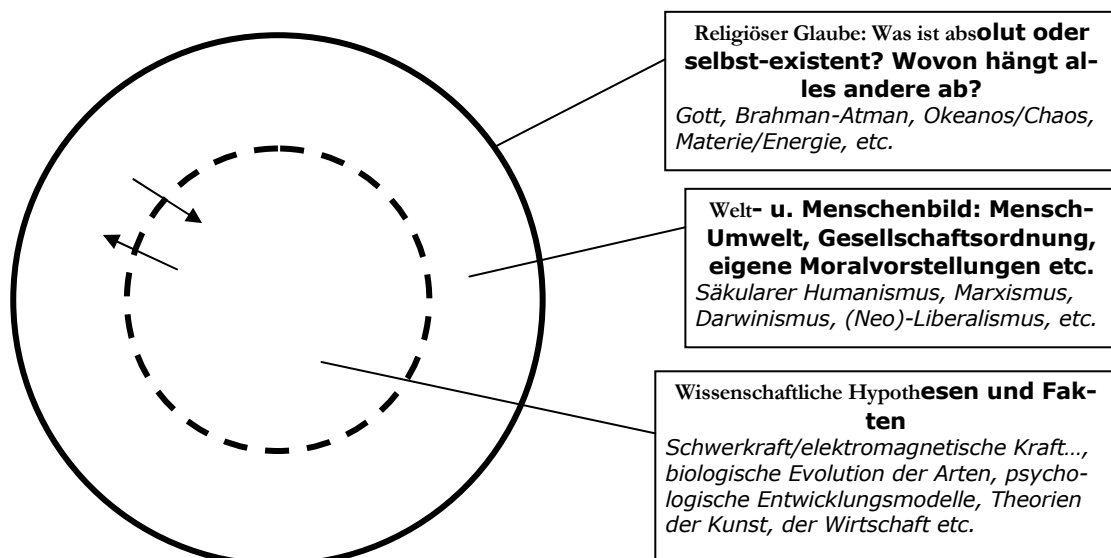 Religiöser Glaube: Was ist absolut oder
selbst-existent? Wovon hängt al-
les andere ab?
Gott, Brahman-Atman, Okeanos/Chaos,
Materie/Energie, etc.
Welt- u. Menschenbild: Mensch-
Umwelt, Gesellschaftsordnung,
eigene Moralvorstellungen etc.
Säkularer Humanismus, Marxismus,
Darwinismus, (Neo)-Liberalismus, etc.
Wissenschaftliche Hypothesen und Fak-
ten
Schwerkraft/elektromagnetische Kraft...,
biologische Evolution der Arten, psycho-
logische Entwicklungsmodelle, Theorien
der Kunst, der Wirtschaft etc.